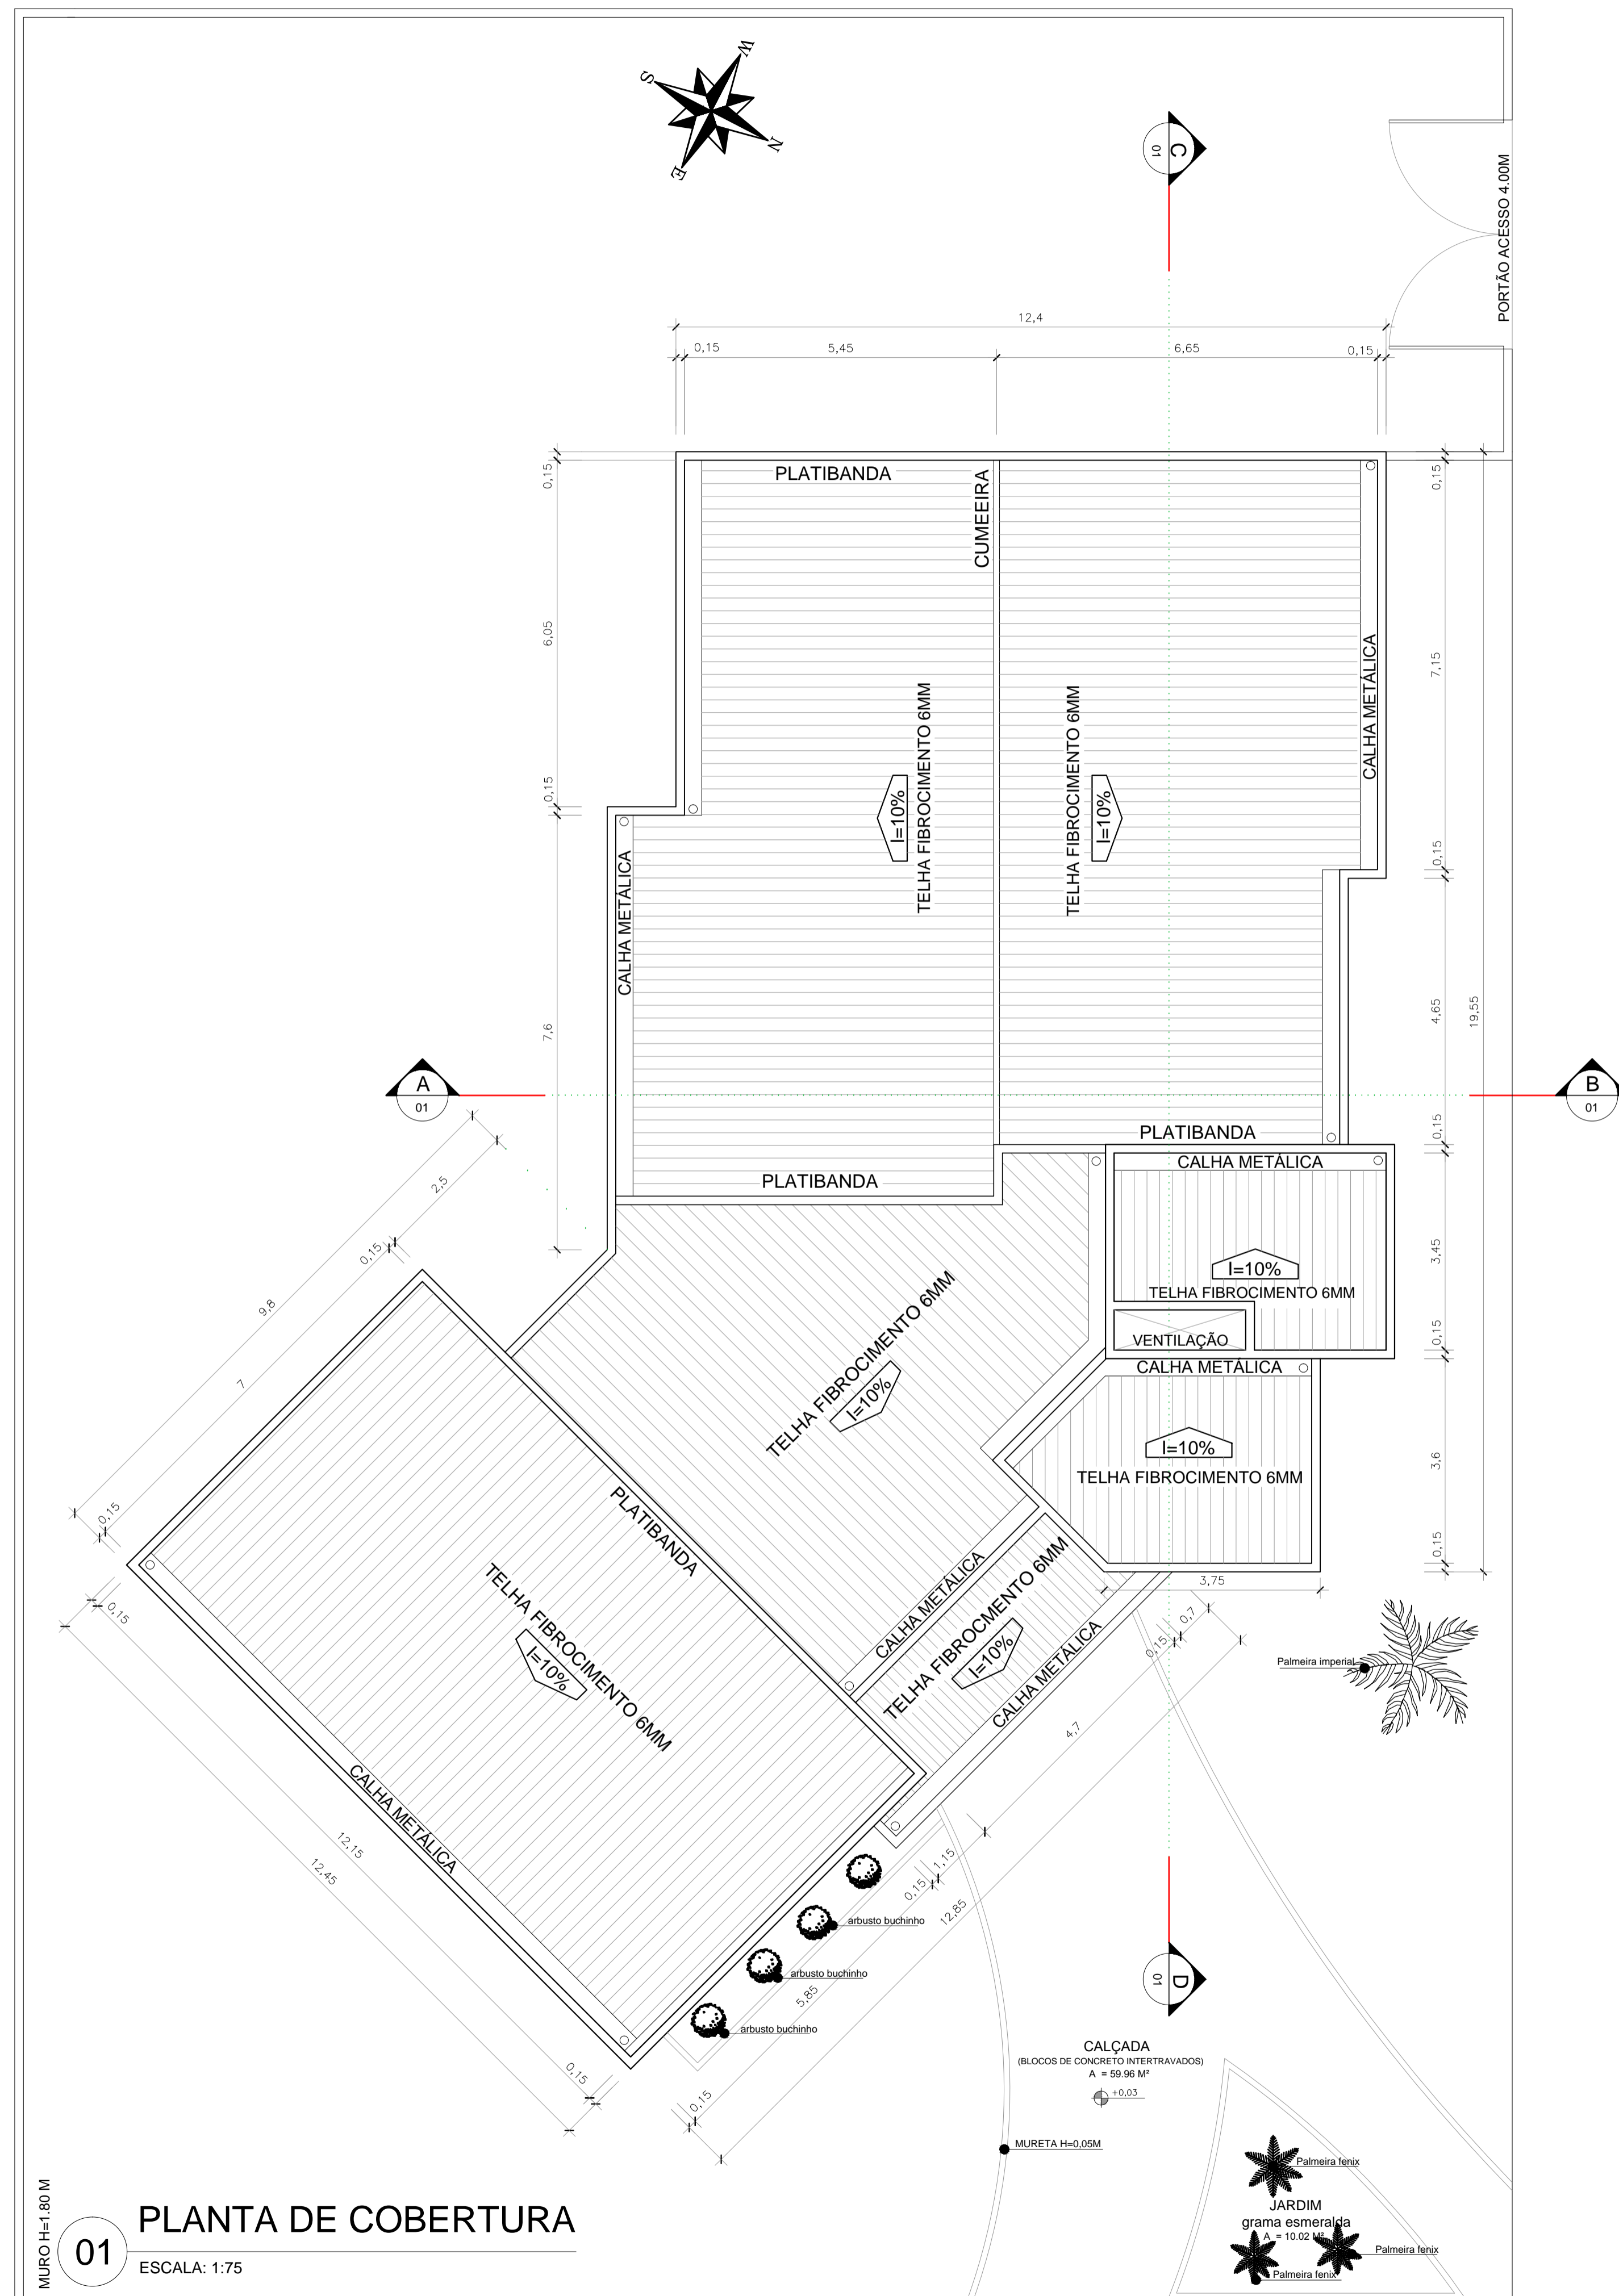 W
S
N
E
C
01
PORTÃO ACESSO 4.00M
12,4
0,15
5,45
6,65
0,15
PLATIBANDA
CUMEEIRA
0,15
6,05
0,15
7,6
0,15
7,15
0,15
4,65
19,55
0,15
3,45
0,15
3,6
0,15
CALHA METÁLICA
TELHA FIBROCIMENTO 6MM
I=10%
TELHA FIBROCIMENTO 6MM
I=10%
CALHA METÁLICA
A
01
B
01
PLATIBANDA
PLATIBANDA
CALHA METÁLICA
I=10%
TELHA FIBROCIMENTO 6MM
VENTILAÇÃO
CALHA METÁLICA
I=10%
TELHA FIBROCIMENTO 6MM
3,75
2,5
0,15
9,8
7
0,15
0,15
TELHA FIBROCIMENTO 6MM
I=10%
PLATIBANDA
TELHA FIBROCIMENTO 6MM
I=10%
CALHA METÁLICA
CALHA METÁLICA
TELHA FIBROCMENTO 6MM
I=10%
CALHA METÁLICA
0,15
0,7
4,7
Palmeira imperial
12,15
12,45
0,15
0,15
1,15
12,85
5,85
0,15
arbusto buchinho
arbusto buchinho
arbusto buchinho
D
01
CALÇADA
(BLOCOS DE CONCRETO INTERTRAVADOS)
A = 59.96 M²
+0,03
MURETA H=0,05M
Palmeira fenix
JARDIM
grama esmeralda
A = 10.02 M²
Palmeira fenix
Palmeira fenix
MURO H=1.80 M
01
PLANTA DE COBERTURA
ESCALA: 1:75